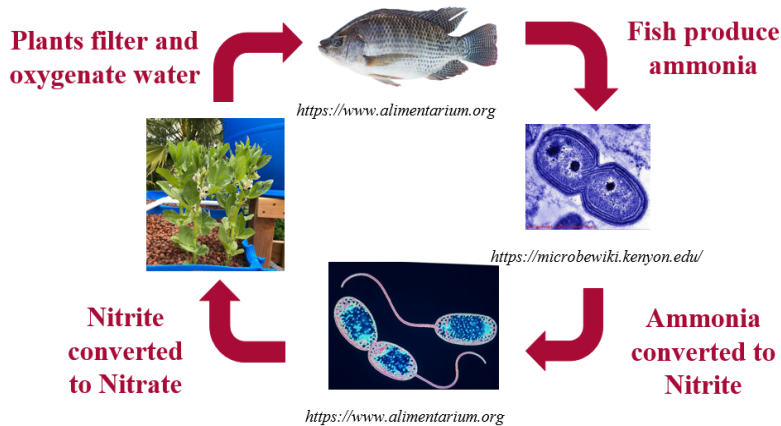 Plants filter and
oxygenate water
Fish produce
ammonia
https://www.alimentarium.org
https://microbewiki.kenyon.edu/
Nitrite
converted
to Nitrate
Ammonia
converted to
Nitrite
https://www.alimentarium.org